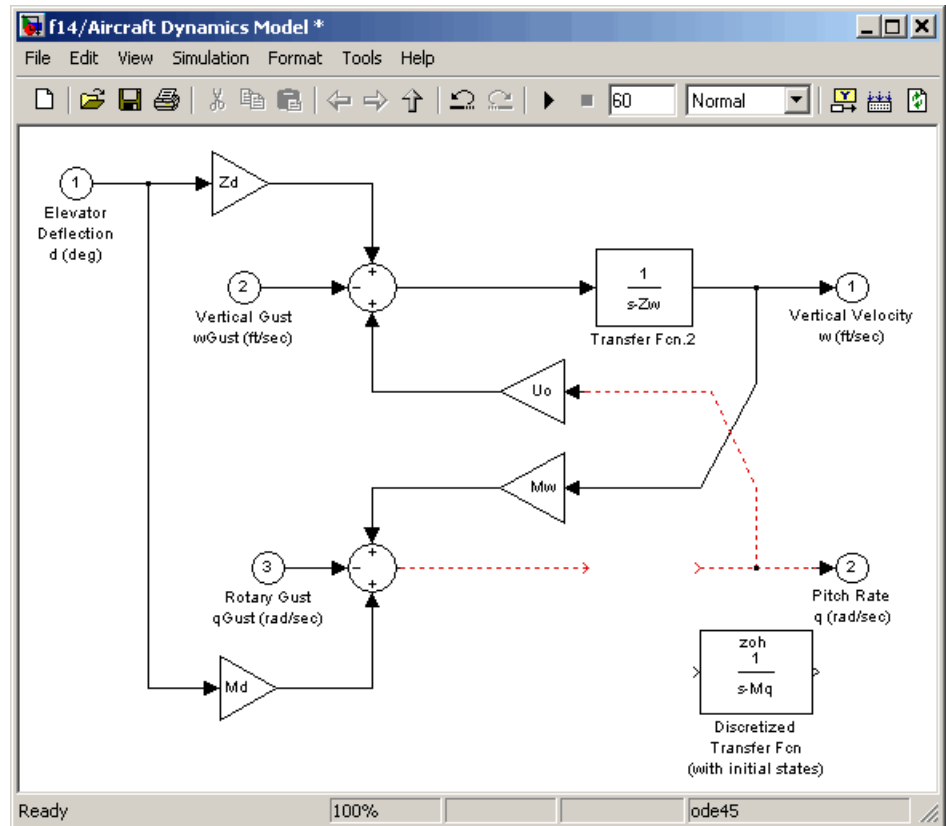 f14/Aircraft Dynamics Model *
File Edit View Simulation Format Tools Help
60 Normal
1
Elevator
Deflection
d (deg)
Zd
2
Vertical Gust
wGust (ft/sec)
+
-
+
1
s-Zw
Transfer Fcn.2
1
Vertical Velocity
w (ft/sec)
Uo
Mw
3
Rotary Gust
qGust (rad/sec)
+
-
+
2
Pitch Rate
q (rad/sec)
Md
zoh
1
s-Mq
Discretized
Transfer Fcn
(with initial states)
Ready 100% ode45